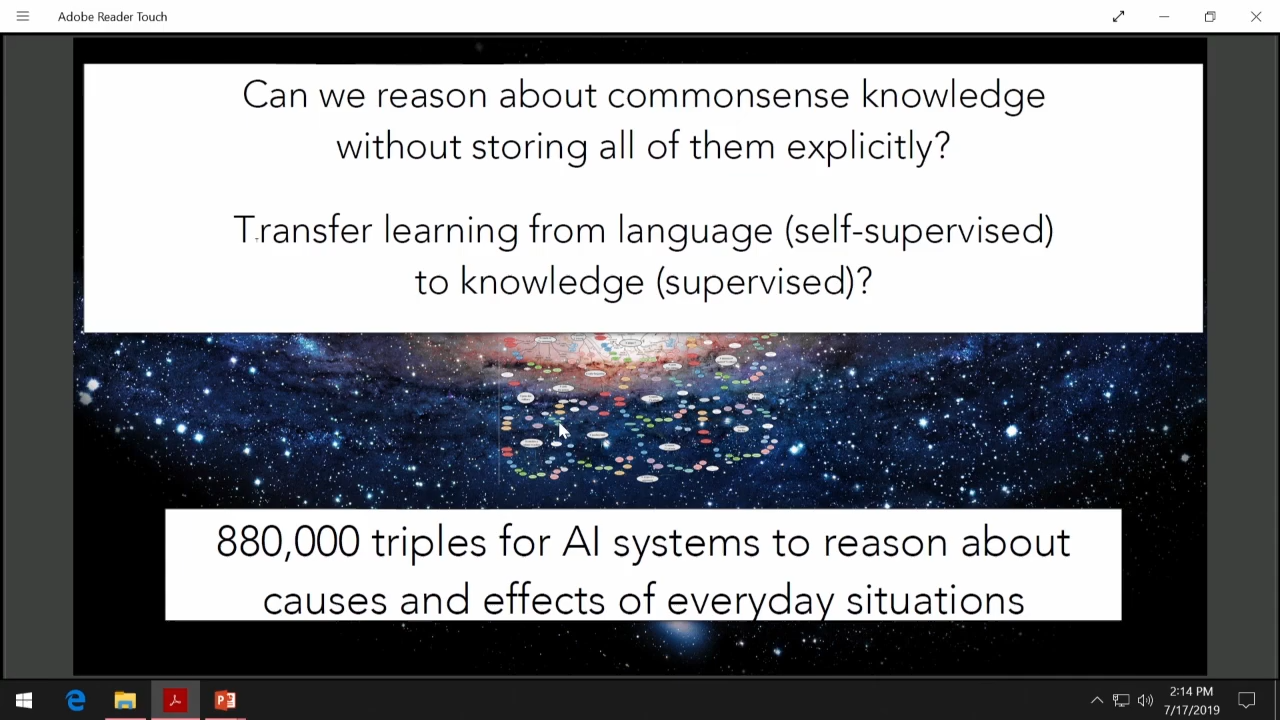 Adobe Reader Touch
Can we reason about commonsense knowledge
without storing all of them explicitly?
Transfer learning from language (self-supervised)
to knowledge (supervised)?
880,000 triples for AI systems to reason about
causes and effects of everyday situations
2:14 PM
7/17/2019